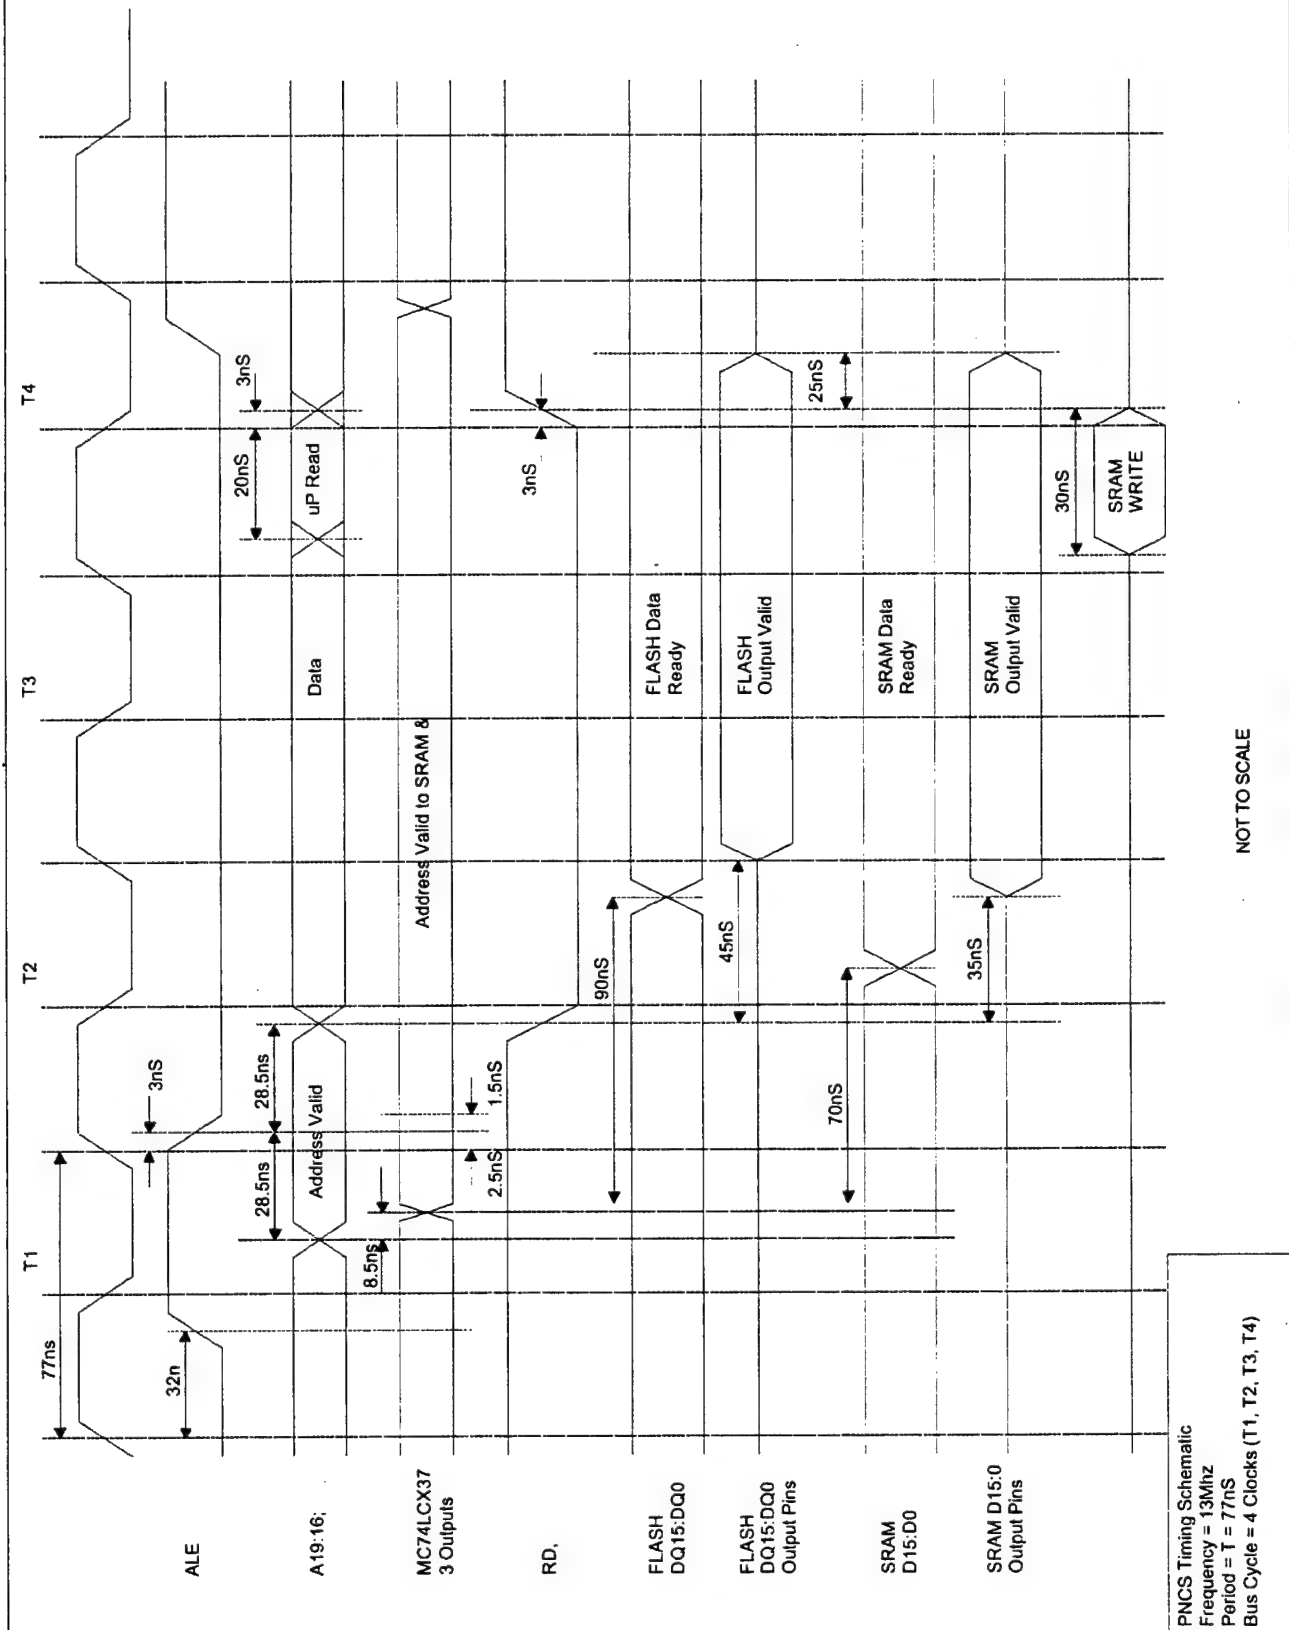 T1
T2
T3
T4
77ns
32n
3nS
ALE
28.5ns
28.5ns
20nS
3nS
A19:16;
Address Valid
Data
uP Read
8.5ns
2.5nS
1.5nS
MC74LCX37
3 Outputs
Address Valid to SRAM &
RD,
3nS
90nS
FLASH
DQ15:DQ0
FLASH Data
Ready
45nS
FLASH
DQ15:DQ0
Output Pins
FLASH
Output Valid
25nS
70nS
SRAM
D15:D0
SRAM Data
Ready
35nS
SRAM D15:0
Output Pins
SRAM
Output Valid
30nS
SRAM
WRITE
PNCS Timing Schematic
Frequency = 13Mhz
Period = T = 77nS
Bus Cycle = 4 Clocks (T1, T2, T3, T4)
NOT TO SCALE